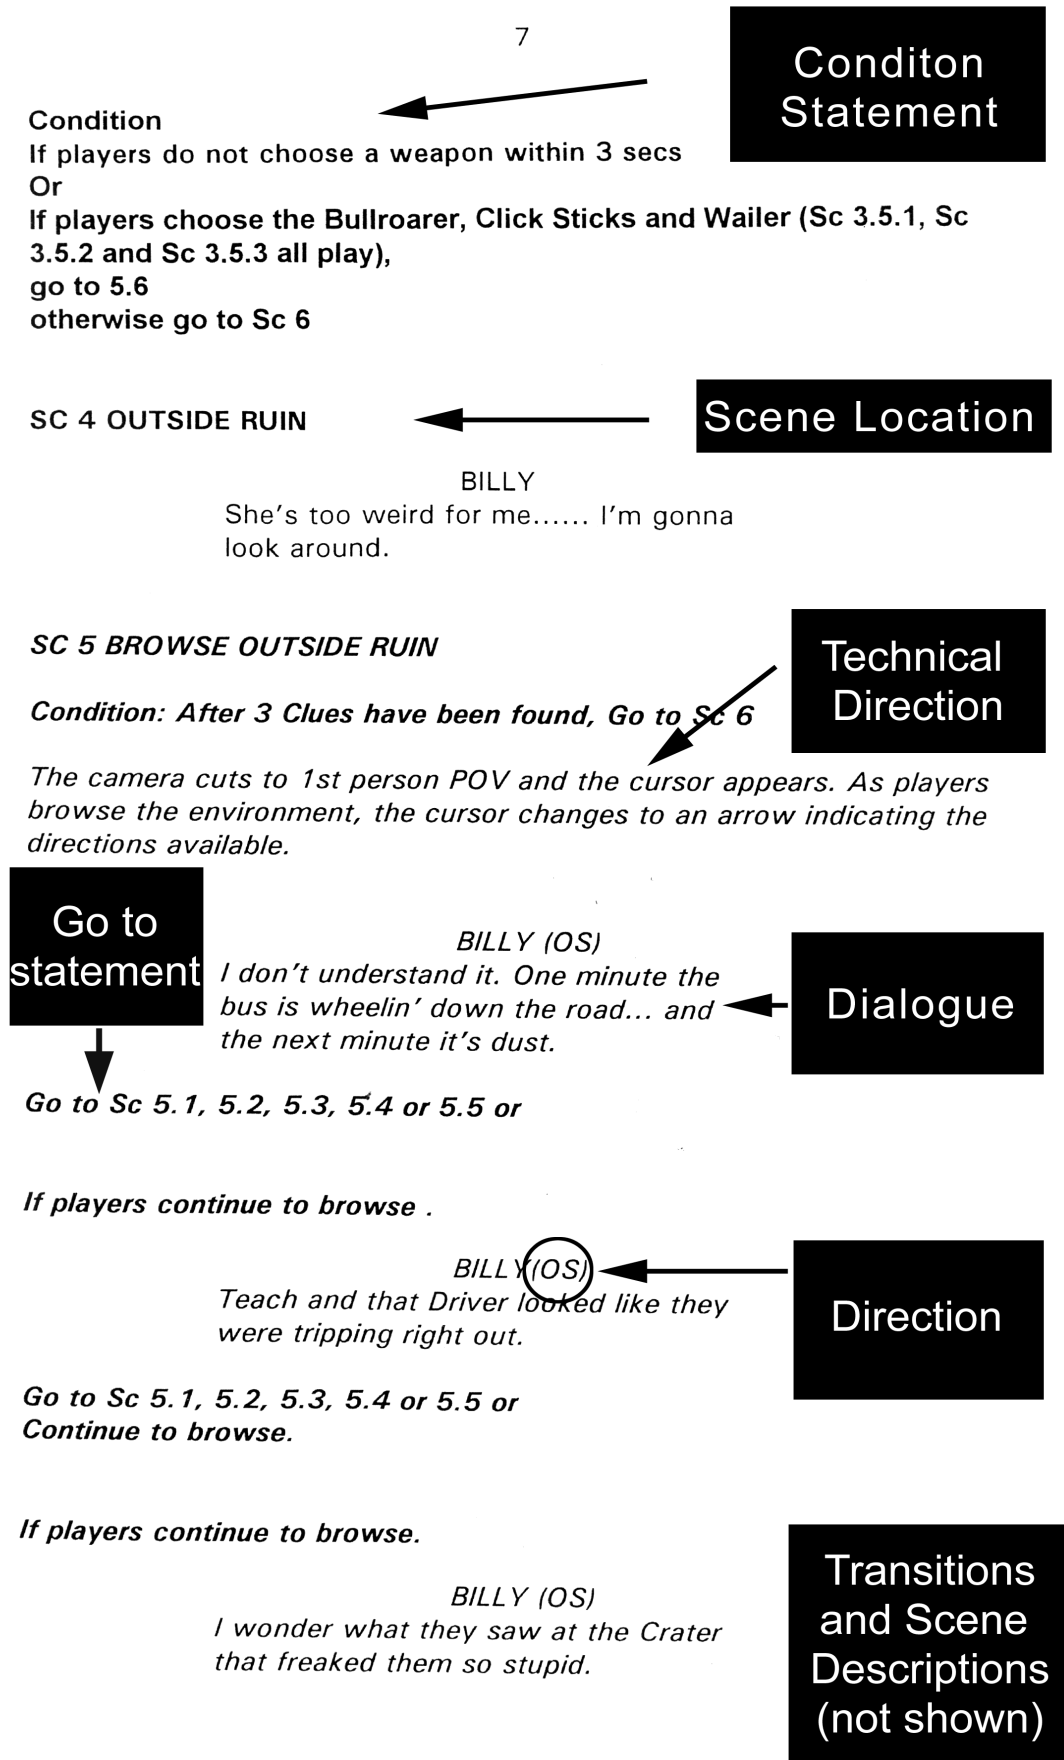 7
Conditon
Statement
Condition
If players do not choose a weapon within 3 secs
Or
If players choose the Bullroarer, Click Sticks and Wailer (Sc 3.5.1, Sc
3.5.2 and Sc 3.5.3 all play),
go to 5.6
otherwise go to Sc 6
SC 4 OUTSIDE RUIN
Scene Location
BILLY
She's too weird for me...... I'm gonna
look around.
SC 5 BROWSE OUTSIDE RUIN
Technical
Direction
Condition: After 3 Clues have been found, Go to Sc 6
The camera cuts to 1st person POV and the cursor appears. As players
browse the environment, the cursor changes to an arrow indicating the
directions available.
Go to
statement
BILLY (OS)
I don't understand it. One minute the
bus is wheelin' down the road... and
the next minute it's dust.
Dialogue
Go to Sc 5.1, 5.2, 5.3, 5.4 or 5.5 or
If players continue to browse .
BILLY(OS)
Teach and that Driver looked like they
were tripping right out.
Direction
Go to Sc 5.1, 5.2, 5.3, 5.4 or 5.5 or
Continue to browse.
If players continue to browse.
BILLY (OS)
I wonder what they saw at the Crater
that freaked them so stupid.
Transitions
and Scene
Descriptions
(not shown)